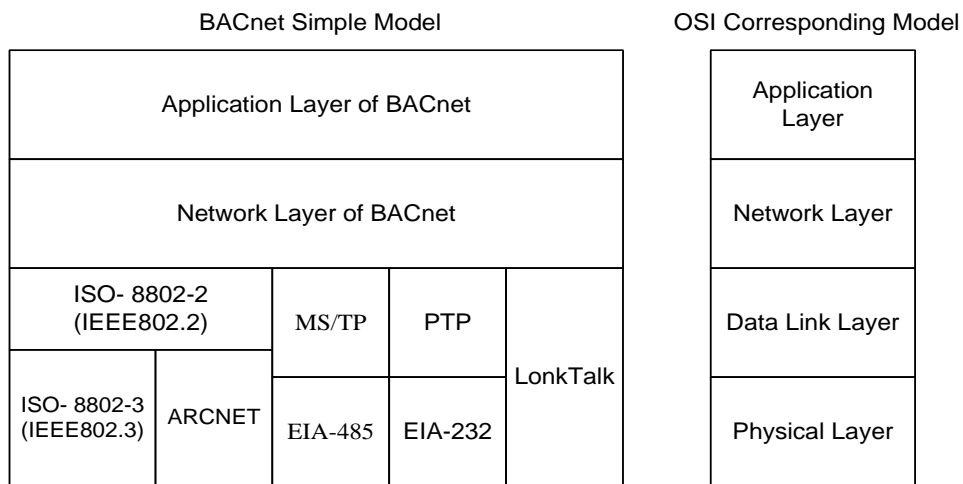 BACnet Simple Model
OSI Corresponding Model
Application Layer of BACnet
Application
Layer
Network Layer of BACnet
Network Layer
ISO- 8802-2
(IEEE802.2)
MS/TP
PTP
LonkTalk
Data Link Layer
ISO- 8802-3
(IEEE802.3)
ARCNET
EIA-485
EIA-232
Physical Layer